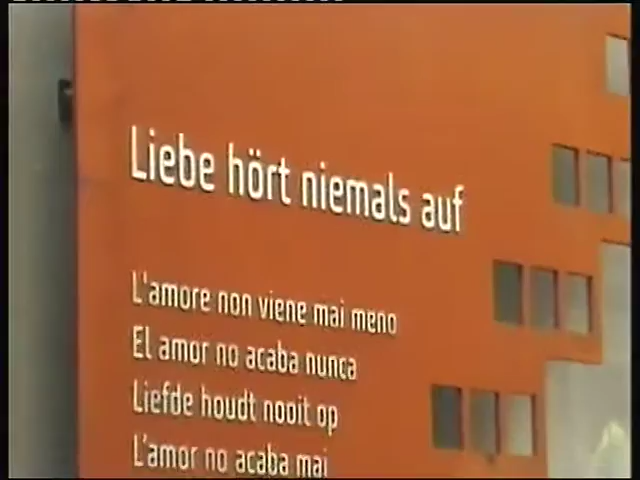 Liebe hört niemals auf
L'amore non viene mai meno
El amor no acaba nunca
Liefde houdt nooit op
L'amor no acaba mai